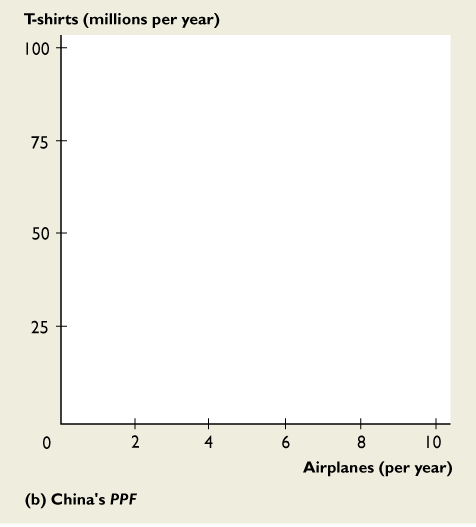 T-shirts (millions per year)
100
75
50
25
0 2 4 6 8 10
Airplanes (per year)
(b) China's PPF